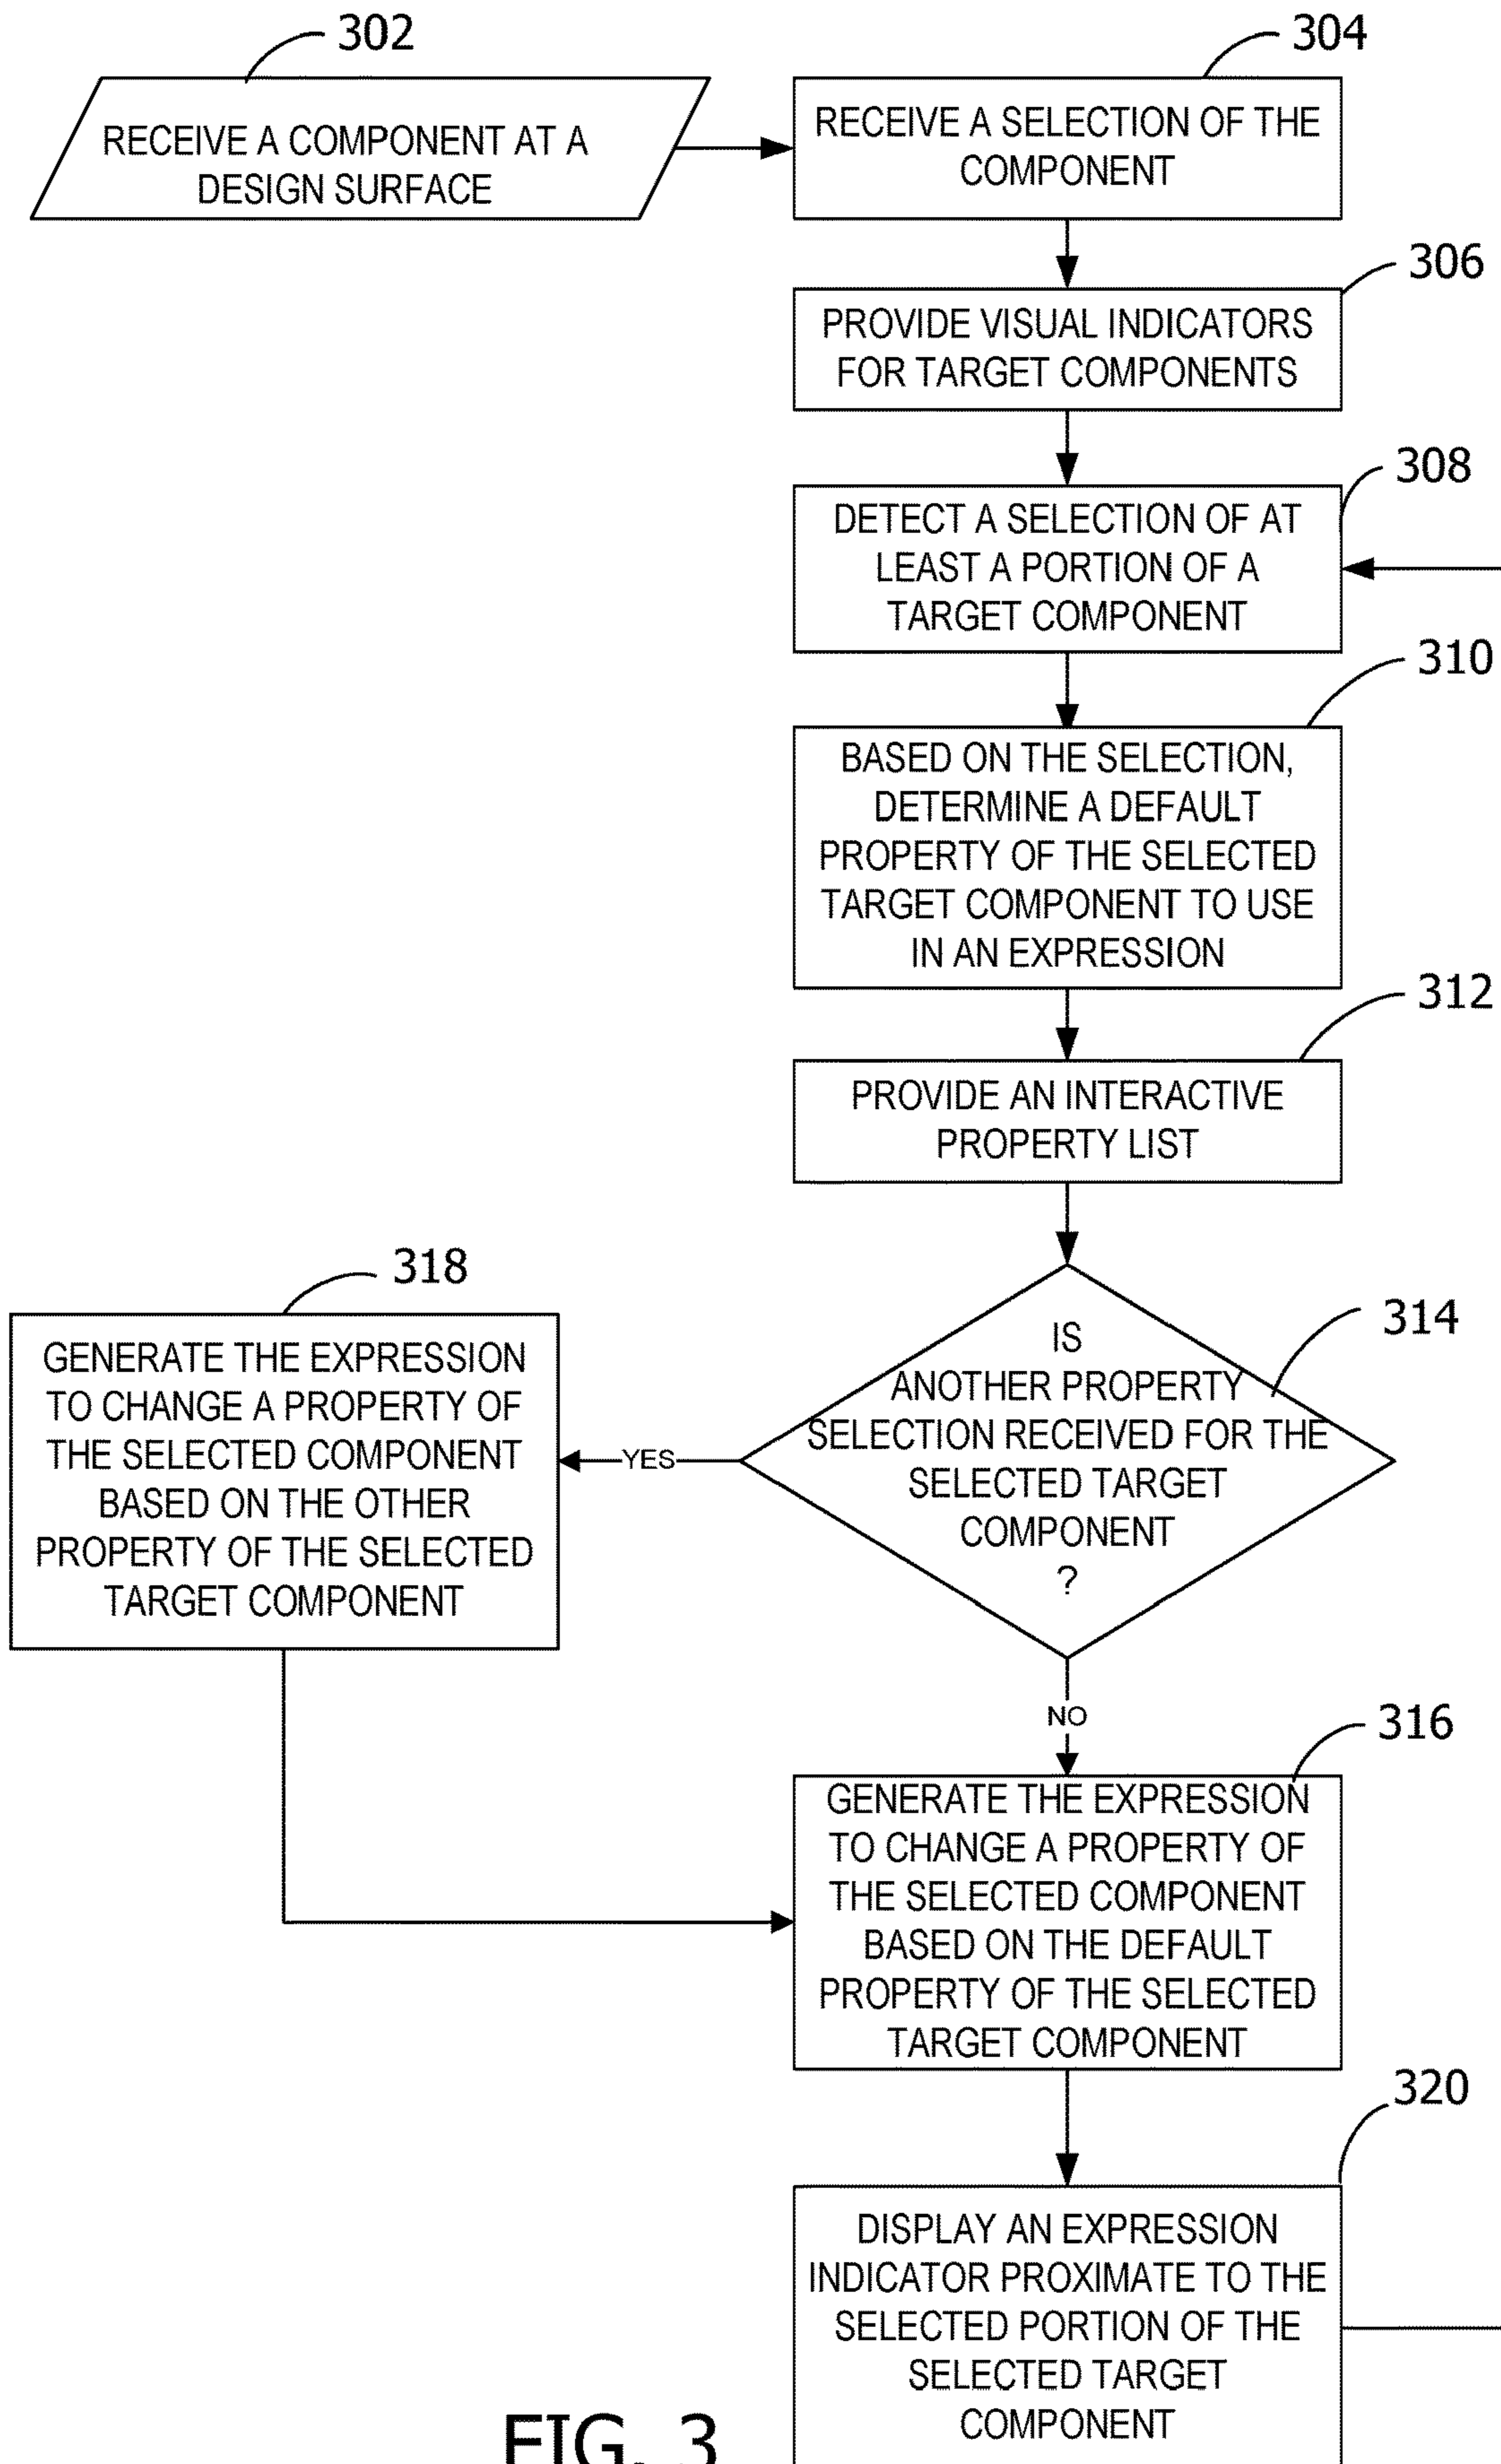 302
RECEIVE A COMPONENT AT A
DESIGN SURFACE
304
RECEIVE A SELECTION OF THE
COMPONENT
306
PROVIDE VISUAL INDICATORS
FOR TARGET COMPONENTS
308
DETECT A SELECTION OF AT
LEAST A PORTION OF A
TARGET COMPONENT
310
BASED ON THE SELECTION,
DETERMINE A DEFAULT
PROPERTY OF THE SELECTED
TARGET COMPONENT TO USE
IN AN EXPRESSION
312
PROVIDE AN INTERACTIVE
PROPERTY LIST
314
IS
ANOTHER PROPERTY
SELECTION RECEIVED FOR THE
SELECTED TARGET
COMPONENT
?
YES
318
GENERATE THE EXPRESSION
TO CHANGE A PROPERTY OF
THE SELECTED COMPONENT
BASED ON THE OTHER
PROPERTY OF THE SELECTED
TARGET COMPONENT
NO
316
GENERATE THE EXPRESSION
TO CHANGE A PROPERTY OF
THE SELECTED COMPONENT
BASED ON THE DEFAULT
PROPERTY OF THE SELECTED
TARGET COMPONENT
320
DISPLAY AN EXPRESSION
INDICATOR PROXIMATE TO THE
SELECTED PORTION OF THE
SELECTED TARGET
COMPONENT
FIG. 3